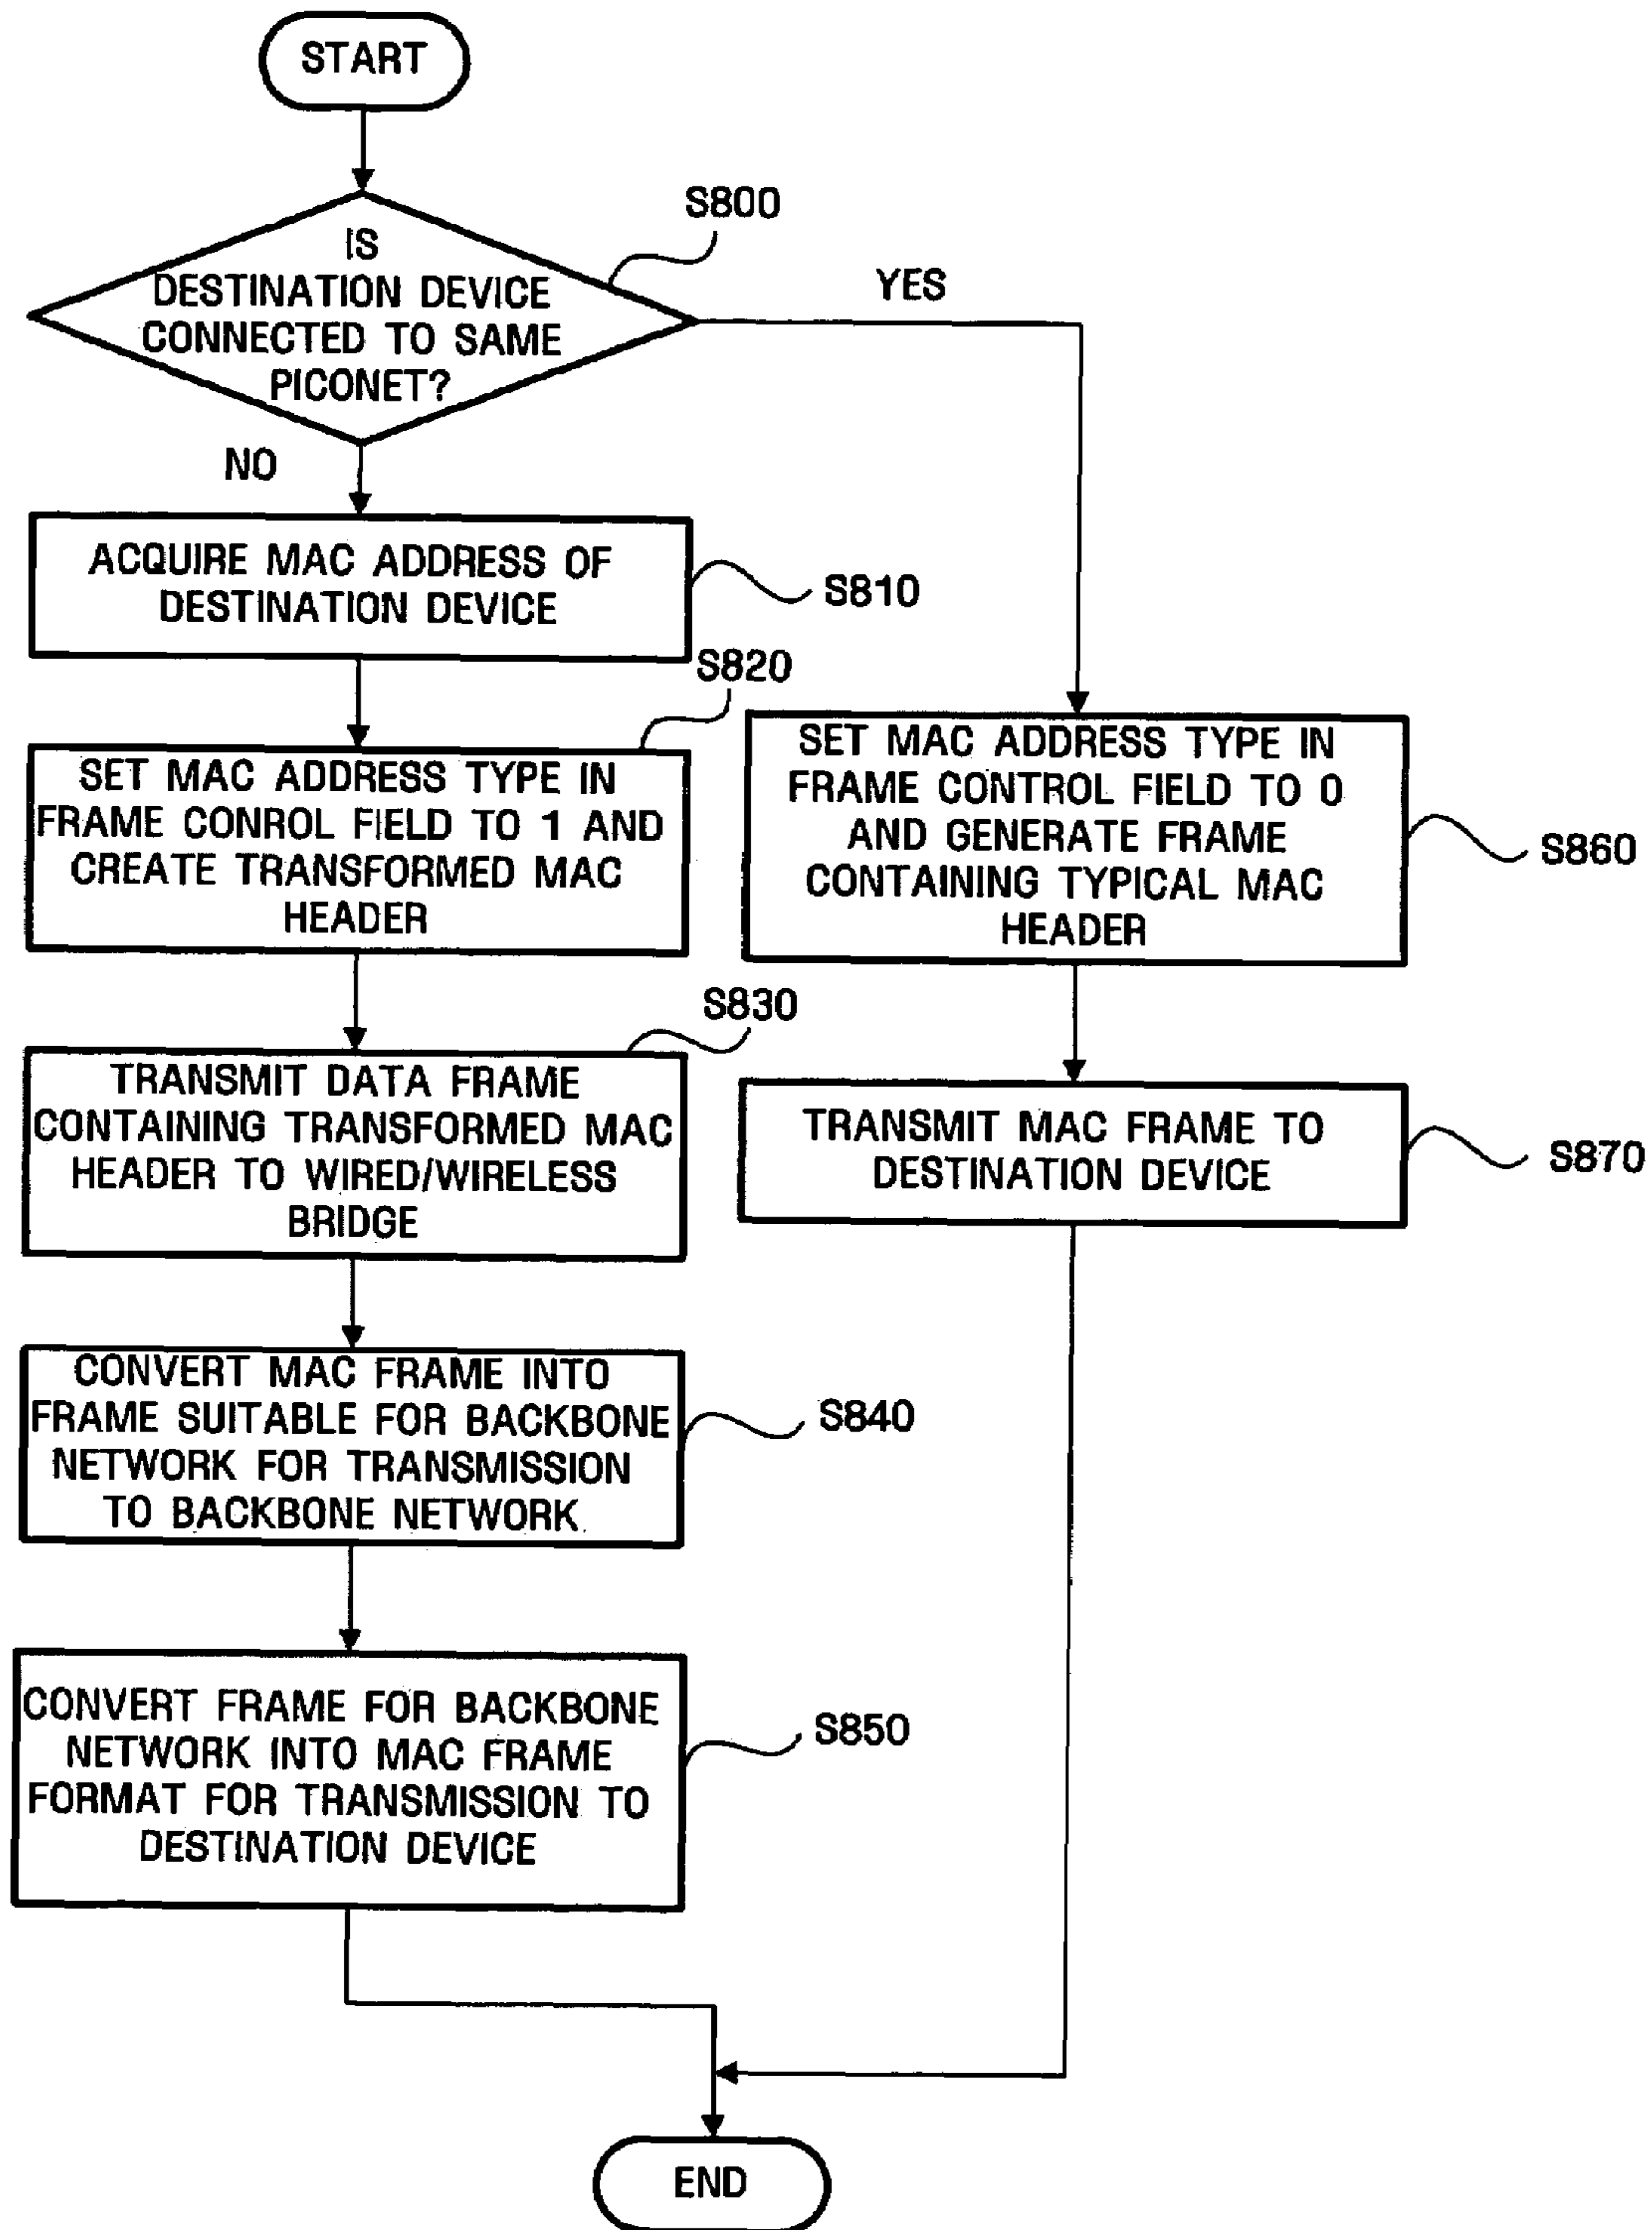 START
S800
IS
DESTINATION DEVICE
CONNECTED TO SAME
PICONET?
YES
NO
ACQUIRE MAC ADDRESS OF
DESTINATION DEVICE
S810
S820
SET MAC ADDRESS TYPE IN
FRAME CONROL FIELD TO 1 AND
CREATE TRANSFORMED MAC
HEADER
SET MAC ADDRESS TYPE IN
FRAME CONTROL FIELD TO 0
AND GENERATE FRAME
CONTAINING TYPICAL MAC
HEADER
S860
S830
TRANSMIT DATA FRAME
CONTAINING TRANSFORMED MAC
HEADER TO WIRED/WIRELESS
BRIDGE
TRANSMIT MAC FRAME TO
DESTINATION DEVICE
S870
CONVERT MAC FRAME INTO
FRAME SUITABLE FOR BACKBONE
NETWORK FOR TRANSMISSION
TO BACKBONE NETWORK
S840
CONVERT FRAME FOR BACKBONE
NETWORK INTO MAC FRAME
FORMAT FOR TRANSMISSION TO
DESTINATION DEVICE
S850
END